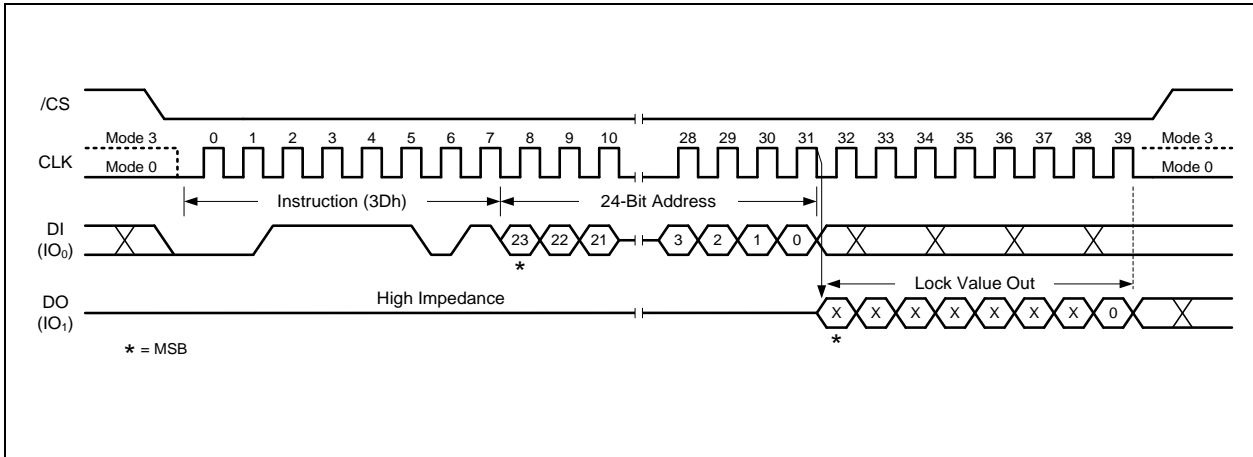 /CS
Mode 3 0 1 2 3 4 5 6 7 8 9 10 28 29 30 31 32 33 34 35 36 37 38 39 Mode 3
CLK
Mode 0 Mode 0
Instruction (3Dh) 24-Bit Address
DI
(IO₀)
23 22 21 3 2 1 0
*
Lock Value Out
High Impedance
DO
(IO₁)
X X X X X X X 0
*
* = MSB